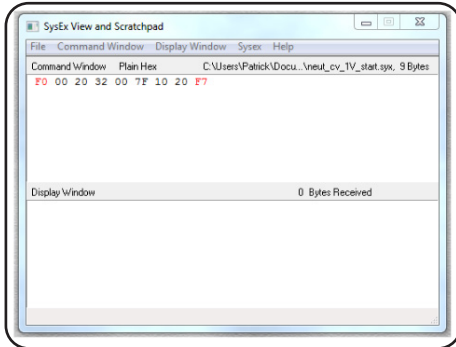 SysEx View and Scratchpad
File Command Window Display Window Sysex Help
Command Window Plain Hex C:\Users\Patrick\Docu...\neut_cv_1V_start.syx, 9 Bytes
F0 00 20 32 00 7F 10 20 F7
Display Window 0 Bytes Received